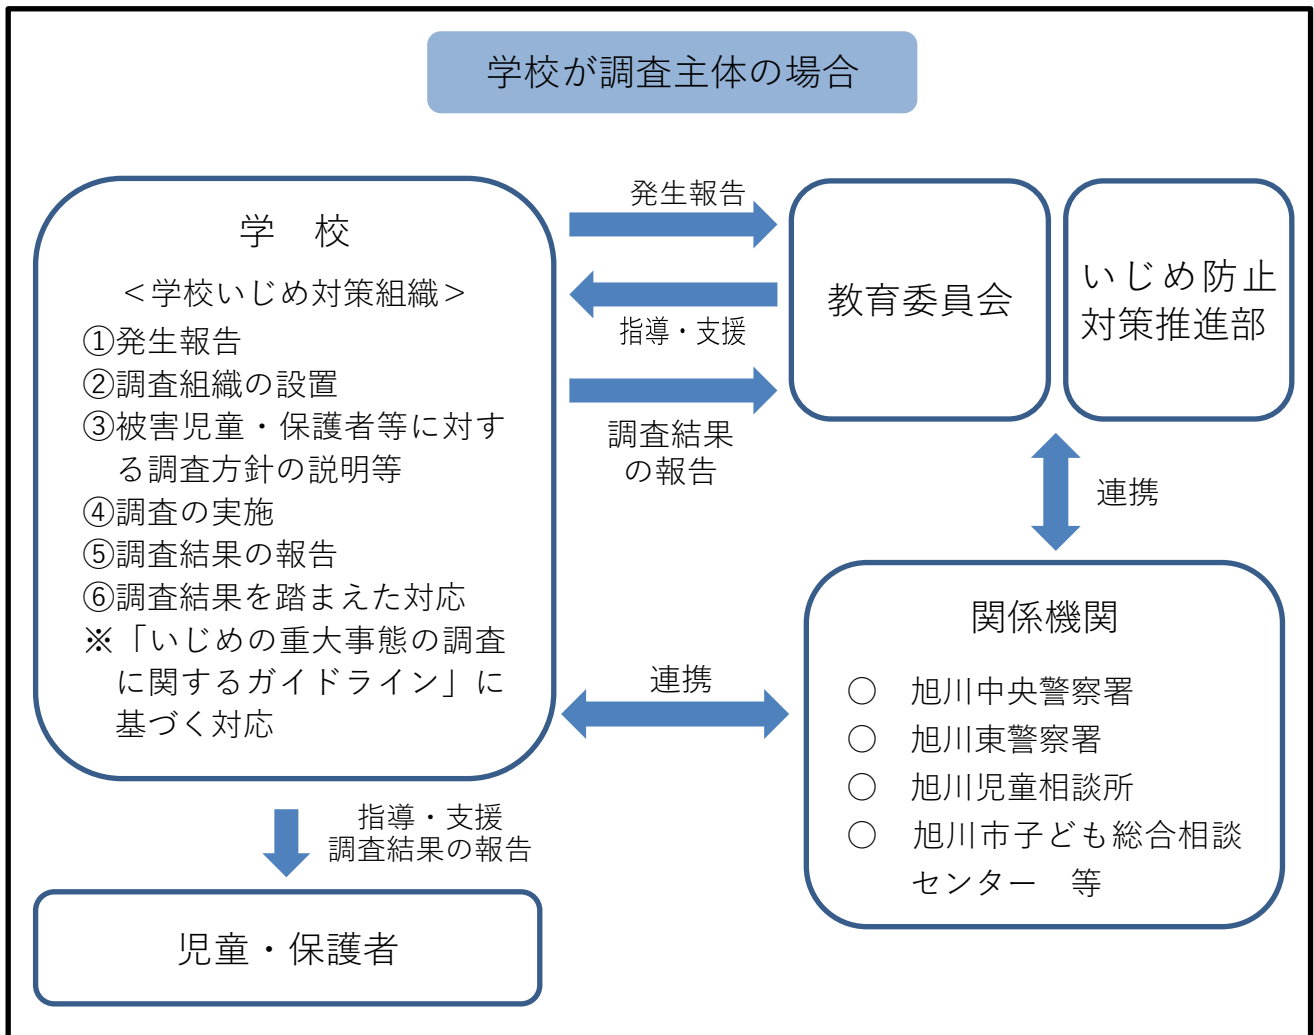 学校が調査主体の場合
学　校
＜学校いじめ対策組織＞
①発生報告
②調査組織の設置
③被害児童・保護者等に対す
る調査方針の説明等
④調査の実施
⑤調査結果の報告
⑥調査結果を踏まえた対応
※「いじめの重大事態の調査
に関するガイドライン」に
基づく対応
発生報告
指導・支援
調査結果
の報告
教育委員会
いじめ防止
対策推進部
連携
連携
関係機関
○　旭川中央警察署
○　旭川東警察署
○　旭川児童相談所
○　旭川市子ども総合相談
センター　等
指導・支援
調査結果の報告
児童・保護者